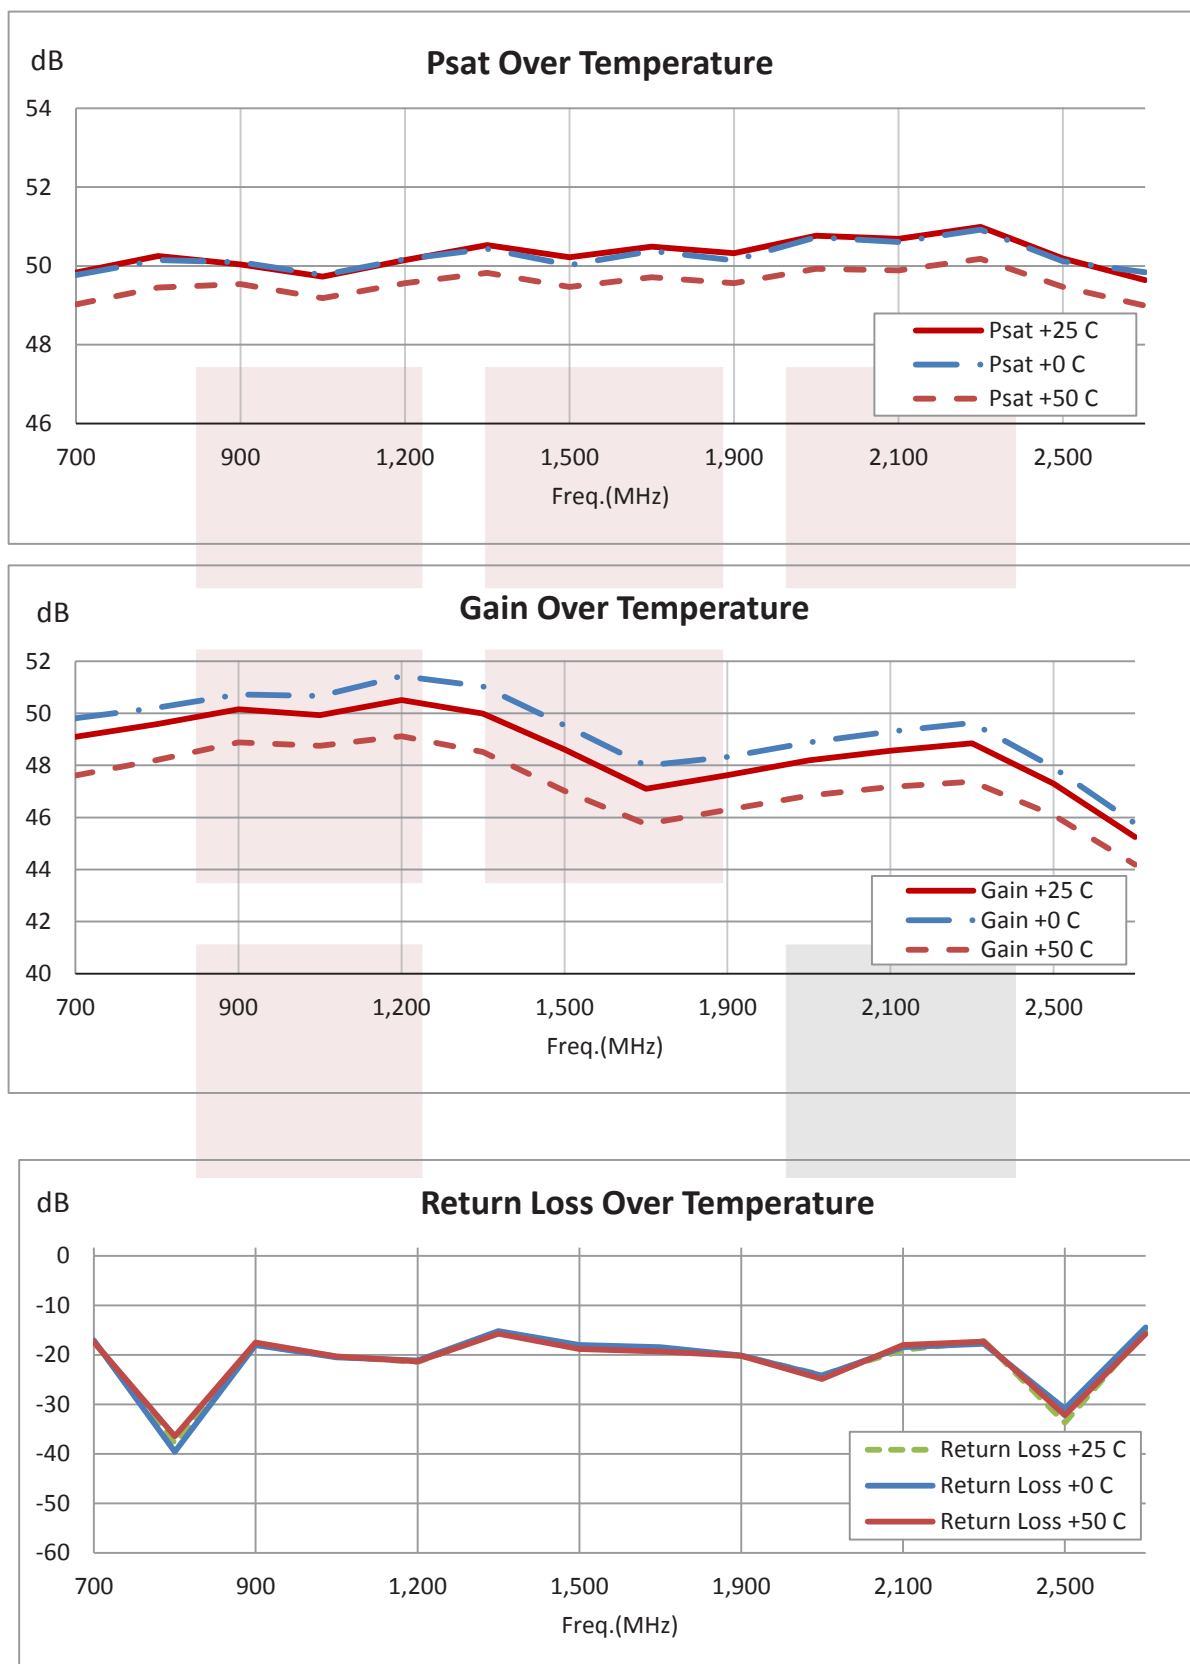 dB
Psat Over Temperature
54
52
50
48
46
700 900 1,200 1,500 1,900 2,100 2,500
Freq.(MHz)
Psat +25 C
Psat +0 C
Psat +50 C
dB
Gain Over Temperature
52
50
48
46
44
42
40
700 900 1,200 1,500 1,900 2,100 2,500
Freq.(MHz)
Gain +25 C
Gain +0 C
Gain +50 C
dB
Return Loss Over Temperature
0
-10
-20
-30
-40
-50
-60
700 900 1,200 1,500 1,900 2,100 2,500
Freq.(MHz)
Return Loss +25 C
Return Loss +0 C
Return Loss +50 C